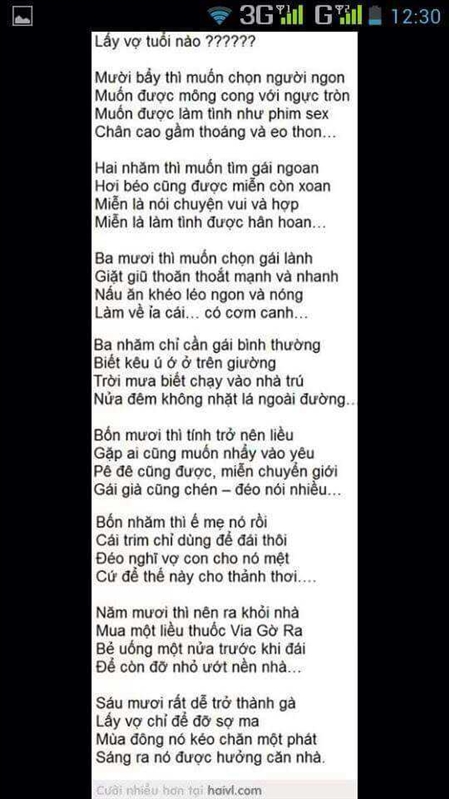 3G G 12:30
Lấy vợ tuổi nào ??????
Mười bẩy thì muốn chọn người ngon
Muốn được mông cong với ngực tròn
Muốn được làm tình như phim sex
Chân cao gầm thoáng và eo thon...
Hai nhăm thì muốn tìm gái ngoan
Hơi béo cũng được miễn còn xoan
Miễn là nói chuyện vui và hợp
Miễn là làm tình được hân hoan...
Ba mươi thì muốn chọn gái lành
Giặt giũ thoăn thoắt mạnh và nhanh
Nấu ăn khéo léo ngon và nóng
Làm về ỉa cái... có cơm canh...
Ba nhăm chỉ cần gái bình thường
Biết kêu ú ớ ở trên giường
Trời mưa biết chạy vào nhà trú
Nửa đêm không nhặt lá ngoài đường...
Bốn mươi thì tính trở nên liều
Gặp ai cũng muốn nhẩy vào yêu
Pê đê cũng được, miễn chuyển giới
Gái già cũng chén – đéo nói nhiều...
Bốn nhăm thì ế mẹ nó rồi
Cái trim chỉ dùng để đái thôi
Đéo nghĩ vợ con cho nó mệt
Cứ để thế này cho thảnh thơi....
Năm mươi thì nên ra khỏi nhà
Mua một liều thuốc Via Gờ Ra
Bẻ uống một nửa trước khi đái
Để còn đỡ nhỏ ướt nền nhà...
Sáu mươi rất dễ trở thành gà
Lấy vợ chỉ để đỡ sợ ma
Mùa đông nó kéo chăn một phát
Sáng ra nó được hưởng căn nhà.
Cười nhiều hơn tại haivl.com